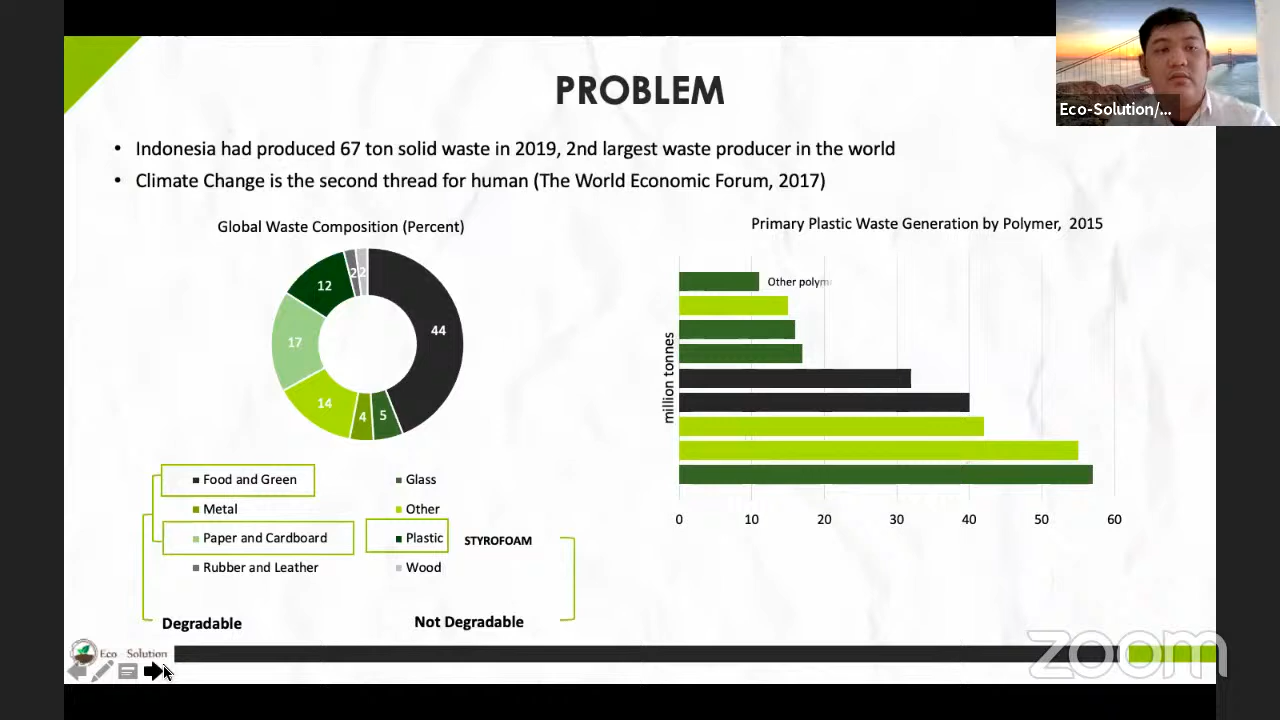 PROBLEM
Eco-Solution/...
• Indonesia had produced 67 ton solid waste in 2019, 2nd largest waste producer in the world
• Climate Change is the second thread for human (The World Economic Forum, 2017)
Global Waste Composition (Percent)
44
5
4
14
17
12
2
2
Food and Green
Glass
Metal
Other
Paper and Cardboard
Plastic
STYROFOAM
Rubber and Leather
Wood
Degradable
Not Degradable
Primary Plastic Waste Generation by Polymer, 2015
Other polym
million tonnes
0 10 20 30 40 50 60
Eco Solution
zoom